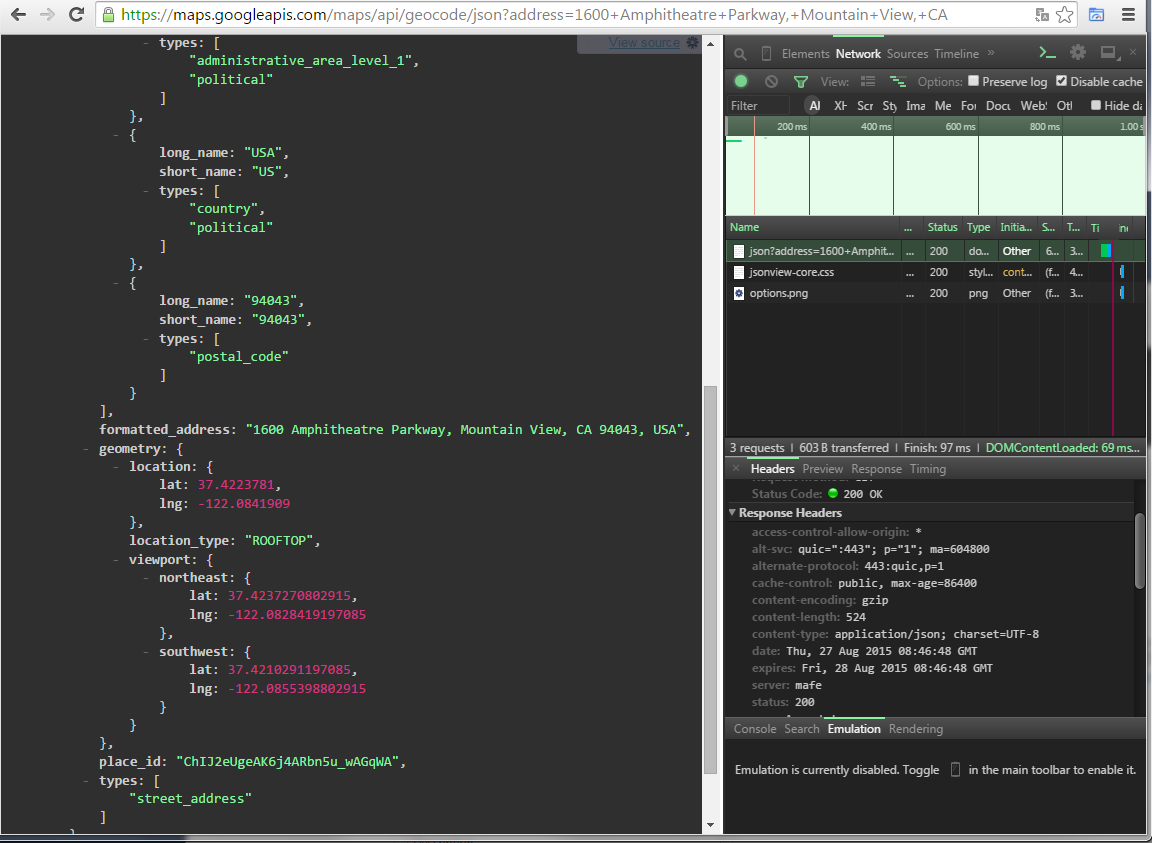 https://maps.googleapis.com/maps/api/geocode/json?address=1600+Amphitheatre+Parkway,+Mountain+View,+CA
View source
- types: [
"administrative_area_level_1",
"political"
]
},
- {
long_name: "USA",
short_name: "US",
- types: [
"country",
"political"
]
},
- {
long_name: "94043",
short_name: "94043",
- types: [
"postal_code"
]
}
],
formatted_address: "1600 Amphitheatre Parkway, Mountain View, CA 94043, USA",
- geometry: {
- location: {
lat: 37.4223781,
lng: -122.0841909
},
location_type: "ROOFTOP",
- viewport: {
- northeast: {
lat: 37.4237270802915,
lng: -122.0828419197085
},
- southwest: {
lat: 37.4210291197085,
lng: -122.0855398802915
}
}
},
place_id: "ChIJ2eUgeAK6j4ARbn5u_wAGqWA",
- types: [
"street_address"
]
Elements Network Sources Timeline »
View: Options: Preserve log Disable cache
Filter Al XH Scr Sty Ima Me For Docu WebS Otl Hide da
200 ms 400 ms 600 ms 800 ms 1.00 s
Name ... Status Type Initia... S... T... Ti
json?address=1600+Amphit... ... 200 do... Other 6... 3...
jsonview-core.css ... 200 styl... cont... (f... 4...
options.png ... 200 png Other (f... 3...
3 requests | 603 B transferred | Finish: 97 ms | DOMContentLoaded: 69 ms...
× Headers Preview Response Timing
Status Code: 200 OK
Response Headers
access-control-allow-origin: *
alt-svc: quic=":443"; p="1"; ma=604800
alternate-protocol: 443:quic,p=1
cache-control: public, max-age=86400
content-encoding: gzip
content-length: 524
content-type: application/json; charset=UTF-8
date: Thu, 27 Aug 2015 08:46:48 GMT
expires: Fri, 28 Aug 2015 08:46:48 GMT
server: mafe
status: 200
Console Search Emulation Rendering
Emulation is currently disabled. Toggle in the main toolbar to enable it.